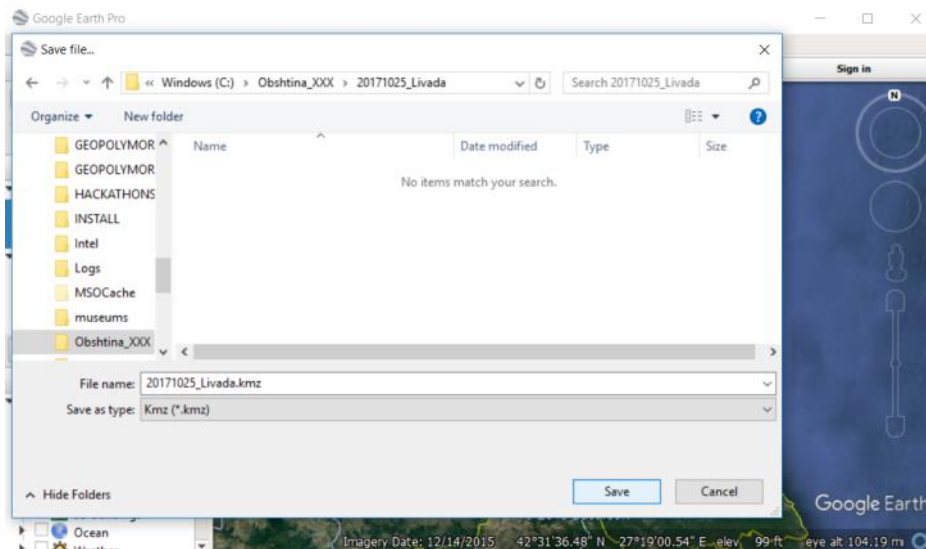 Google Earth Pro
Save file...
« Windows (C:) › Obshtina_XXX › 20171025_Livada
Search 20171025_Livada
Sign in
N
Organize
New folder
GEOPOLYMOR
GEOPOLYMOR
HACKATHONS
INSTALL
Intel
Logs
MSOCache
museums
Obshtina_XXX
Name
Date modified
Type
Size
No items match your search.
File name: 20171025_Livada.kmz
Save as type: Kmz (*.kmz)
Hide Folders
Save
Cancel
Google Earth
Ocean
Imagery Date: 12/14/2015 42°31'36.48" N 27°19'00.54" E elev 99 ft eye alt 104.19 mi